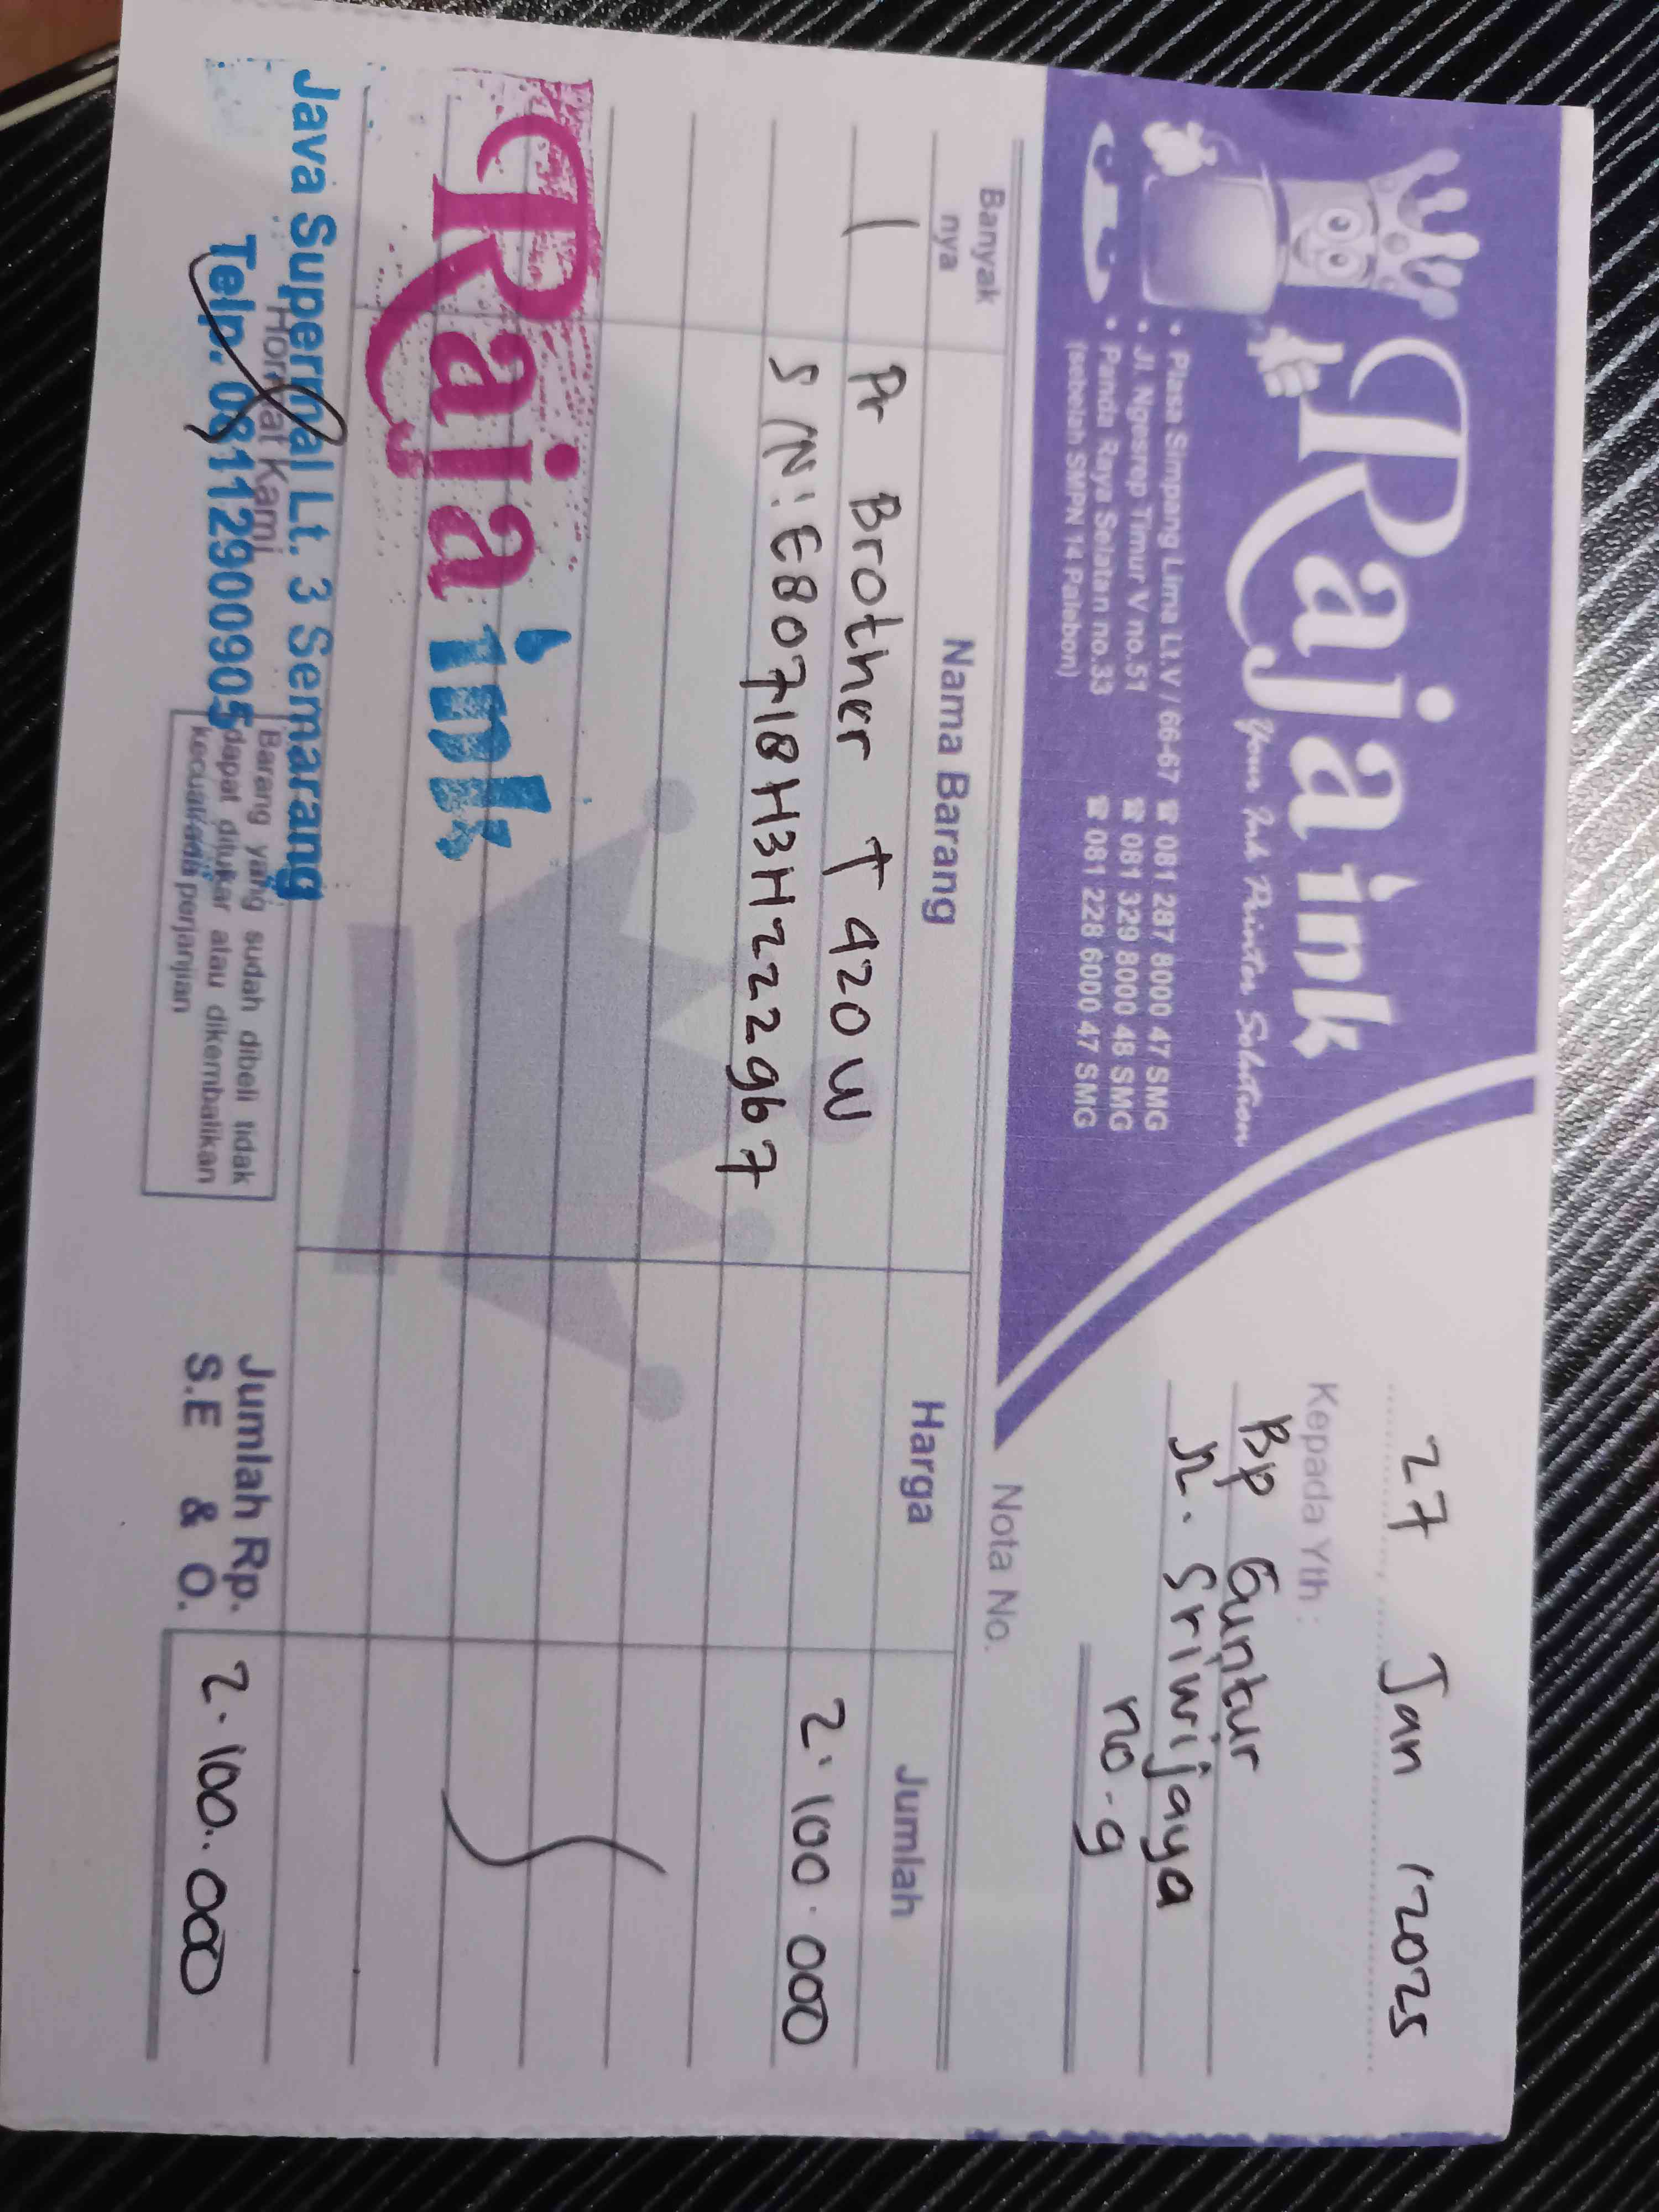 Raja ink
Your Ink Printer Solution
• Plasa Simpang Lima Lt.V / 66-67 ☎ 081 287 8000 47 SMG
• Jl. Ngesrep Timur V no.51 ☎ 081 329 8000 48 SMG
• Panda Raya Selatan no.33 ☎ 081 228 6000 47 SMG
(sebelah SMPN 14 Palebon)
27 Jan '2025
Kepada Yth :
Bp Guntur
Jl. Sriwijaya
no. 9
Nota No.
Banyak nya Nama Barang Harga Jumlah
1 Pr Brother T 420 W 2.100.000
S/N: E80718H3H222967
Raja ink
Java Supermal Lt. 3 Semarang
Telp. 08112900905
Hormat Kami
Barang yang sudah dibeli tidak
dapat ditukar atau dikembalikan
kecuali ada perjanjian
Jumlah Rp. 2.100.000
S.E & O.